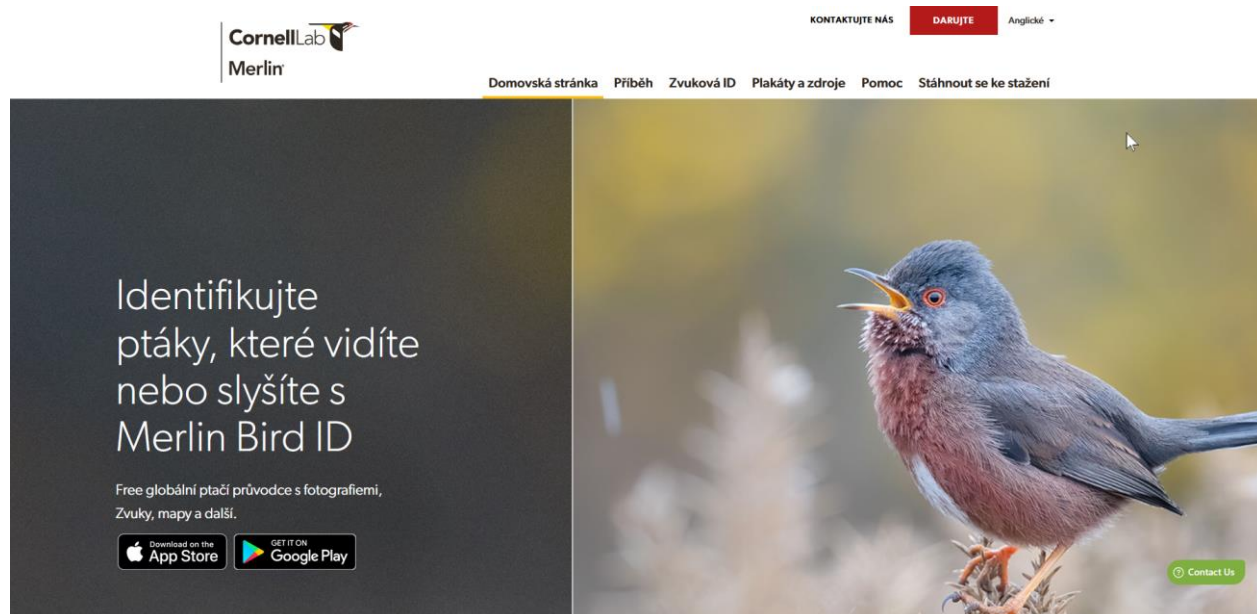 CornellLab
Merlin
KONTAKTUJTE NÁS
DARUJTE
Anglické
Domovská stránka Příběh Zvuková ID Plakáty a zdroje Pomoc Stáhnout se ke stažení
Identifikujte
ptáky, které vidíte
nebo slyšíte s
Merlin Bird ID
Free globální ptačí průvodce s fotografiemi,
Zvuky, mapy a další.
Download on the
App Store
GET IT ON
Google Play
Contact Us